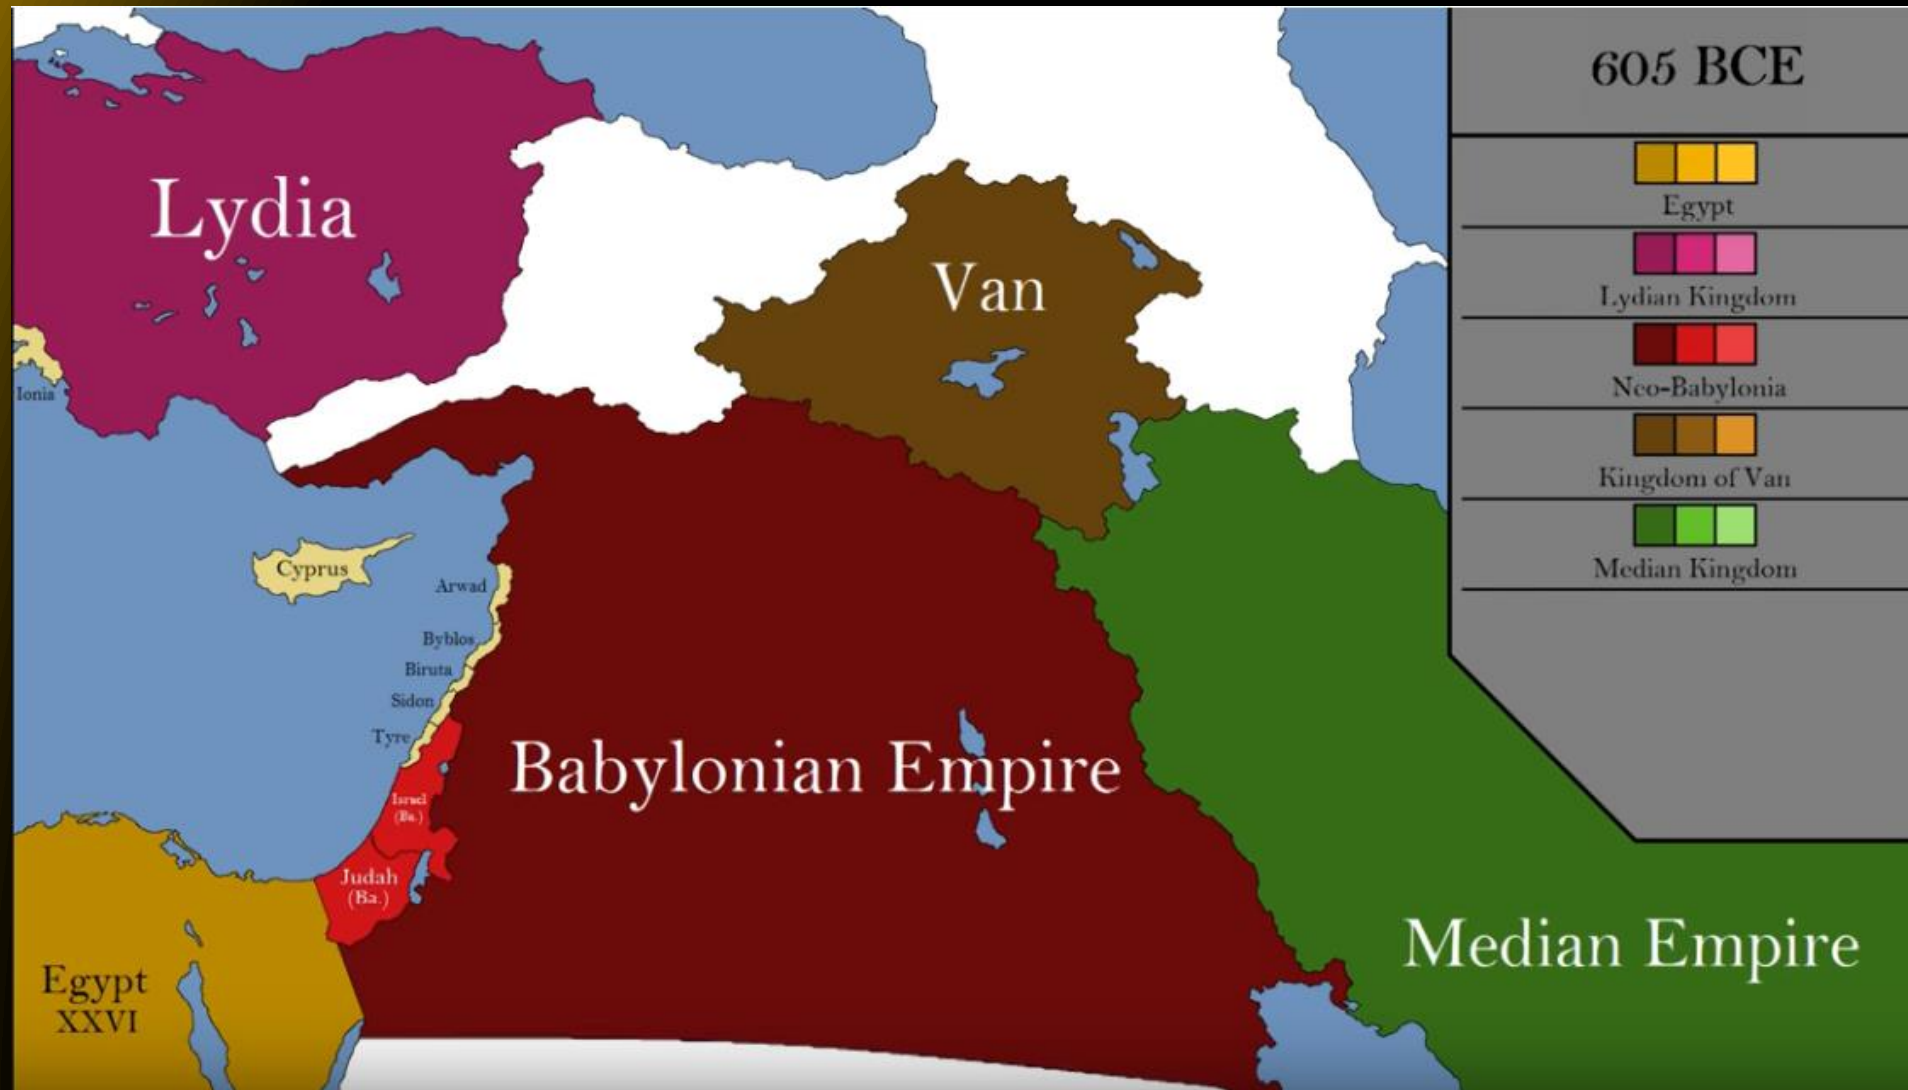 605 BCE
Egypt
Lydian Kingdom
Neo-Babylonia
Kingdom of Van
Median Kingdom
Lydia
Van
Ionia
Cyprus
Arwad
Byblos
Biruta
Sidon
Tyre
Babylonian Empire
Israel
(Ba.)
Judah
(Ba.)
Median Empire
Egypt
XXVI